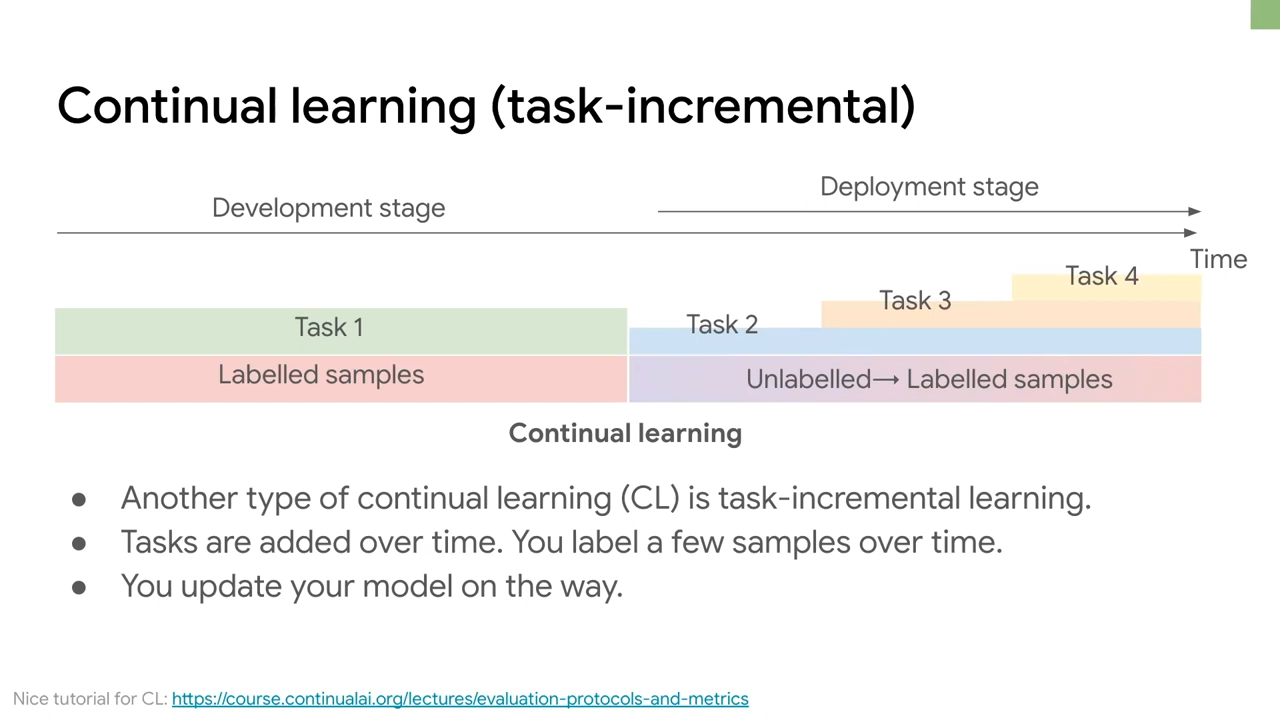 Continual learning (task-incremental)
Deployment stage
Development stage
Time
Task 4
Task 3
Task 2
Task 1
Labelled samples
Unlabelled→ Labelled samples
Continual learning
● Another type of continual learning (CL) is task-incremental learning.
● Tasks are added over time. You label a few samples over time.
● You update your model on the way.
Nice tutorial for CL: https://course.continualai.org/lectures/evaluation-protocols-and-metrics